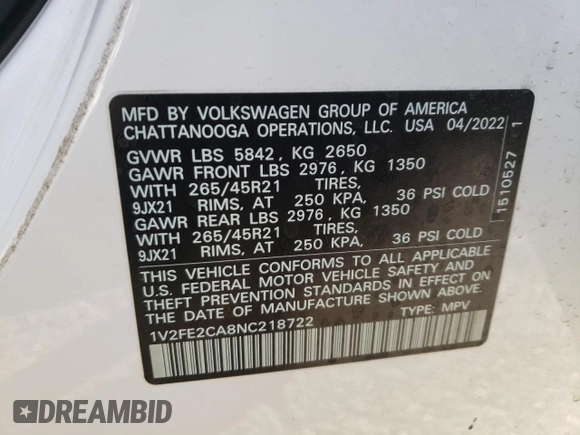 MFD BY VOLKSWAGEN GROUP OF AMERICA
CHATTANOOGA OPERATIONS, LLC. USA 04/2022
GVWR LBS 5842, KG 2650
GAWR FRONT LBS 2976, KG 1350
WITH 265/45R21 TIRES,
9JX21 RIMS, AT 250 KPA, 36 PSI COLD
GAWR REAR LBS 2976, KG 1350
WITH 265/45R21 TIRES,
9JX21 RIMS, AT 250 KPA, 36 PSI COLD
THIS VEHICLE CONFORMS TO ALL APPLICABLE
U.S. FEDERAL MOTOR VEHICLE SAFETY AND
THEFT PREVENTION STANDARDS IN EFFECT ON
THE DATE OF MANUFACTURE SHOWN ABOVE.
1V2FE2CA8NC218722 TYPE: MPV
1510527 1
DREAMBID